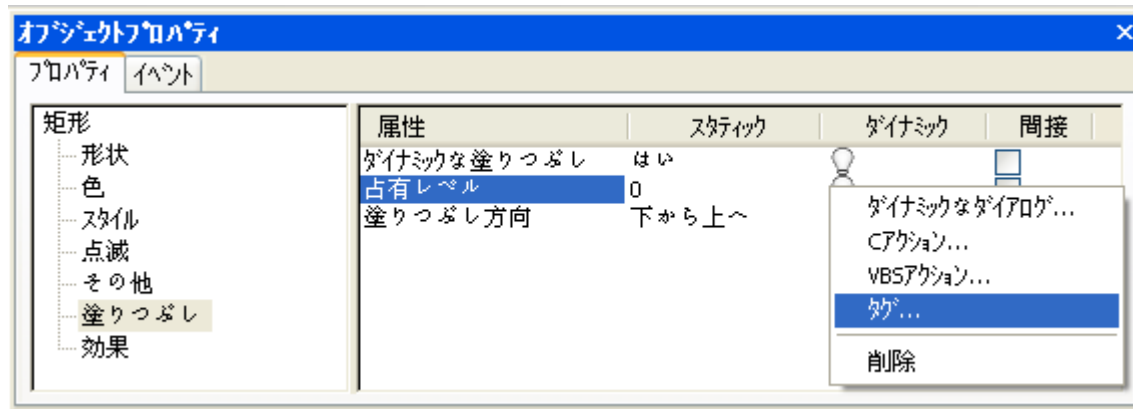 ｵﾌﾞｼﾞｪｸﾄﾌﾟﾛﾊﾟﾃｨ
ﾌﾟﾛﾊﾟﾃｨ ｲﾍﾞﾝﾄ
矩形
形状
色
ｽﾀｲﾙ
点滅
その他
塗りつぶし
効果
属性 ｽﾀﾃｨｯｸ ﾀﾞｲﾅﾐｯｸ 間接
ﾀﾞｲﾅﾐｯｸな塗りつぶし はい
占有レベル 0
塗りつぶし方向 下から上へ
ﾀﾞｲﾅﾐｯｸなﾀﾞｲｱﾛｸﾞ...
Cｱｸｼｮﾝ...
VBSｱｸｼｮﾝ...
ﾀｸﾞ...
削除